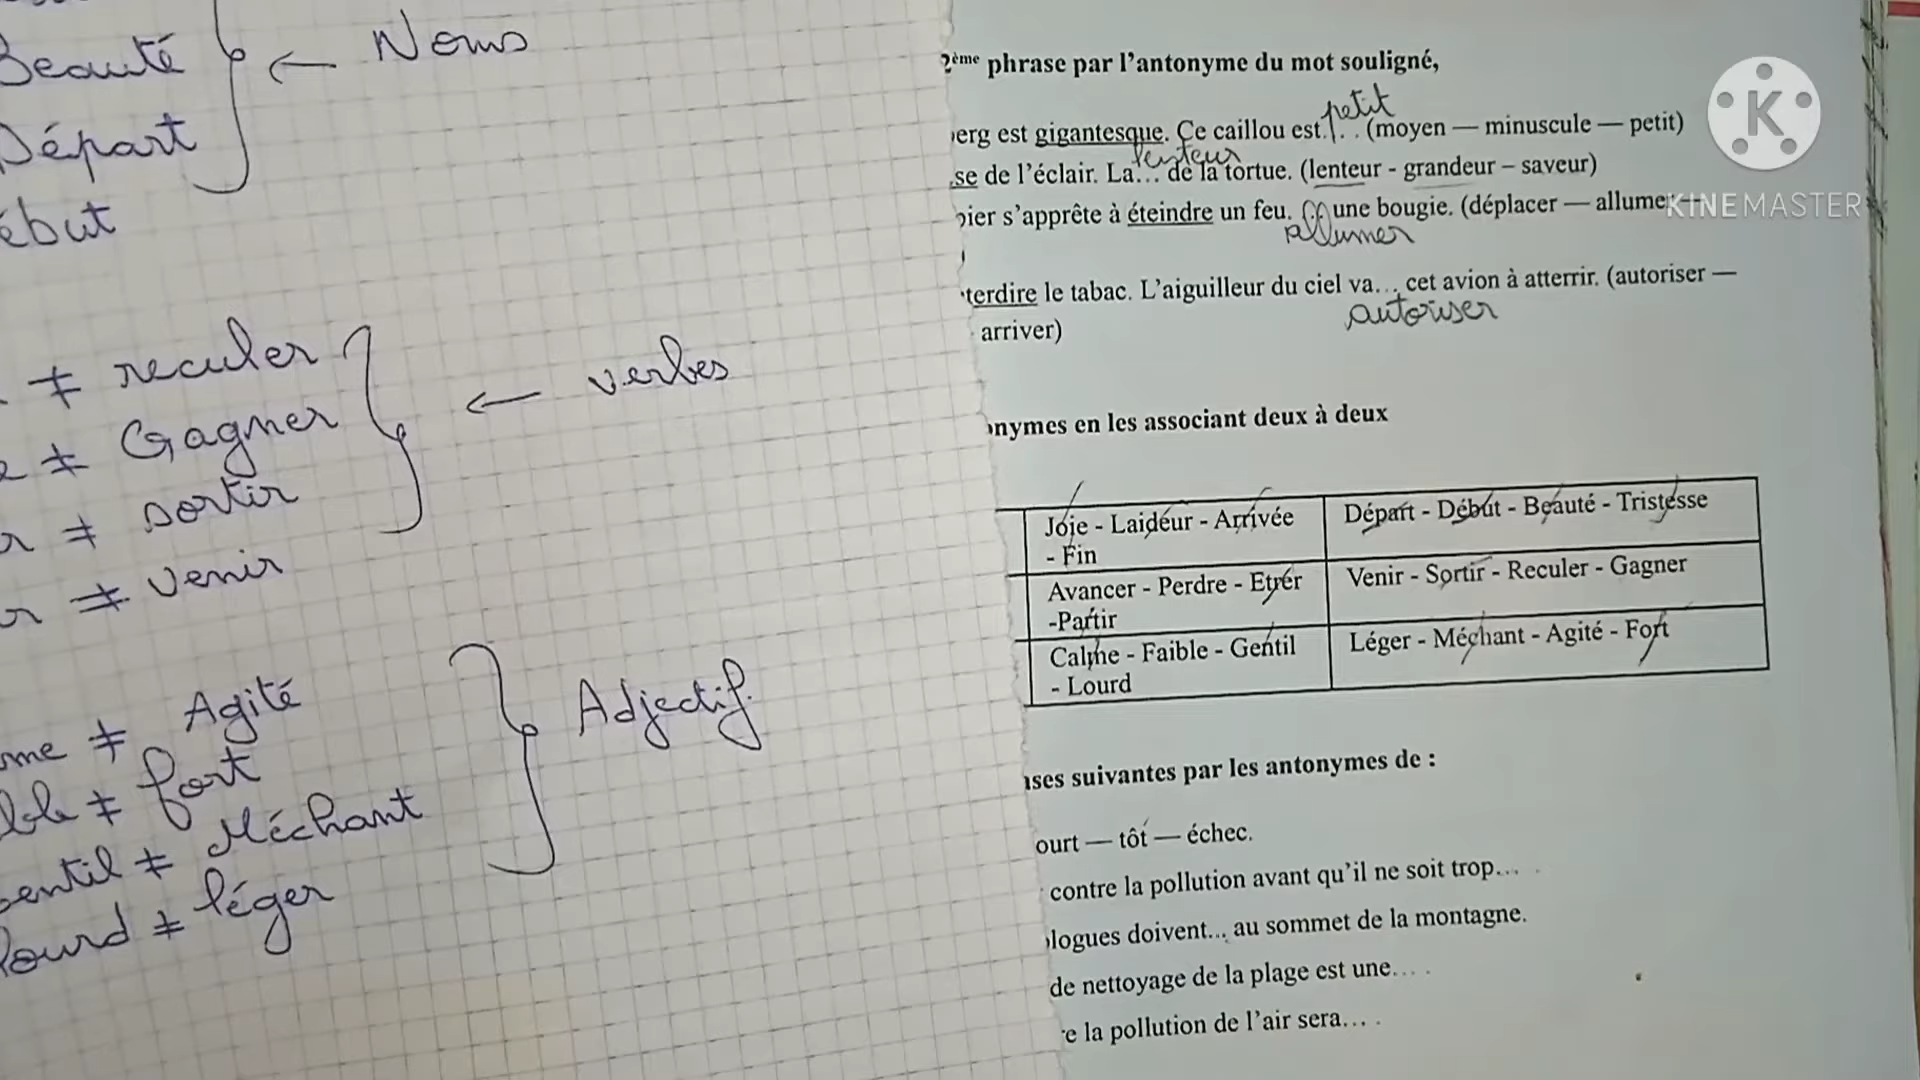 Beauté
← Noms
Départ
ébut
≠ reculer
≠ Gagner
← verbes
≠ sortir
≠ venir
me ≠ Agité
ble ≠ fort
Adjectif.
entil ≠ Méchant
lourd ≠ léger
2ème phrase par l'antonyme du mot souligné,
petit
erg est gigantesque. Ce caillou est... (moyen — minuscule — petit)
lenteur
se de l'éclair. La... de la tortue. (lenteur - grandeur – saveur)
pier s'apprête à éteindre un feu. ... une bougie. (déplacer — allume
allumer
terdire le tabac. L'aiguilleur du ciel va... cet avion à atterrir. (autoriser —
autoriser
arriver)
onymes en les associant deux à deux
Joie - Laideur - Arrivée
- Fin
Départ - Début - Beauté - Tristesse
Avancer - Perdre - Etrer
-Partir
Venir - Sortir - Reculer - Gagner
Calme - Faible - Gentil
- Lourd
Léger - Méchant - Agité - Fort
ases suivantes par les antonymes de :
ourt — tôt — échec.
contre la pollution avant qu'il ne soit trop...
logues doivent... au sommet de la montagne.
de nettoyage de la plage est une... .
re la pollution de l'air sera... .
K
KINEMASTER